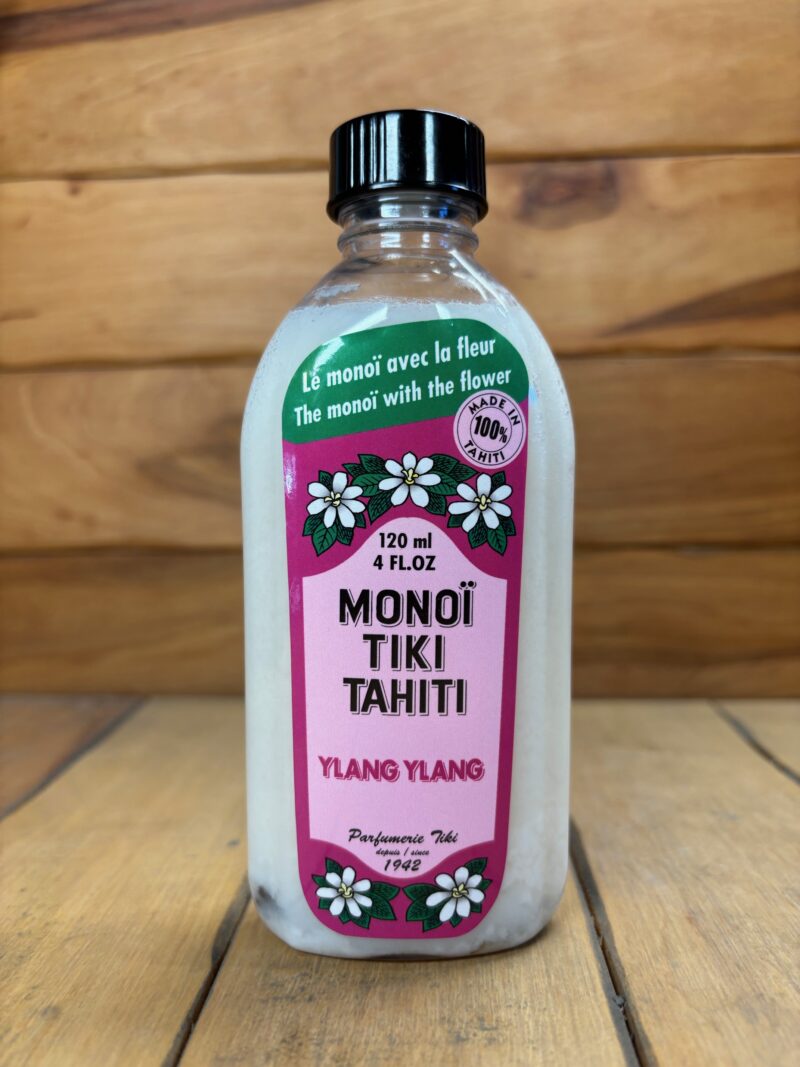 Le monoï avec la fleur
The monoï with the flower
MADE IN
100%
TAHITI
120 ml
4 FL.OZ
MONOÏ
TIKI
TAHITI
YLANG YLANG
Parfumerie Tiki
depuis / since
1942